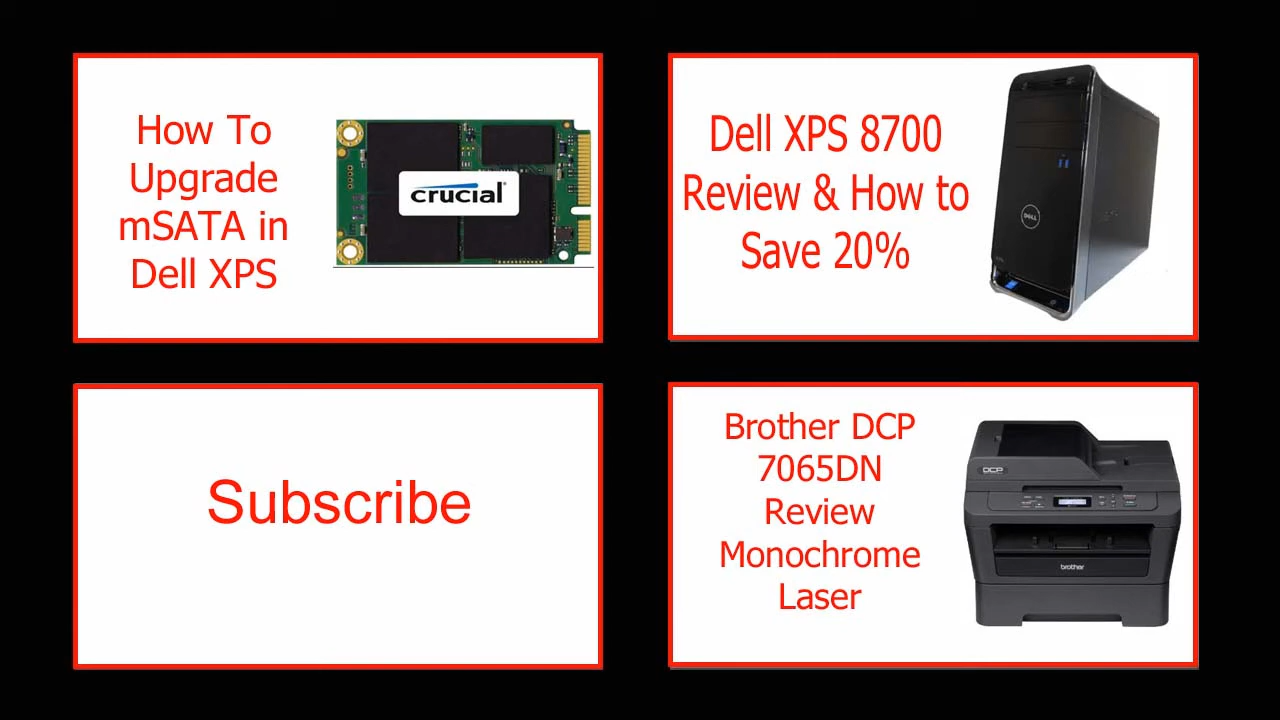 How To
Upgrade
mSATA in
Dell XPS
crucial
Dell XPS 8700
Review & How to
Save 20%
DELL
Subscribe
Brother DCP
7065DN
Review
Monochrome
Laser
DCP
brother